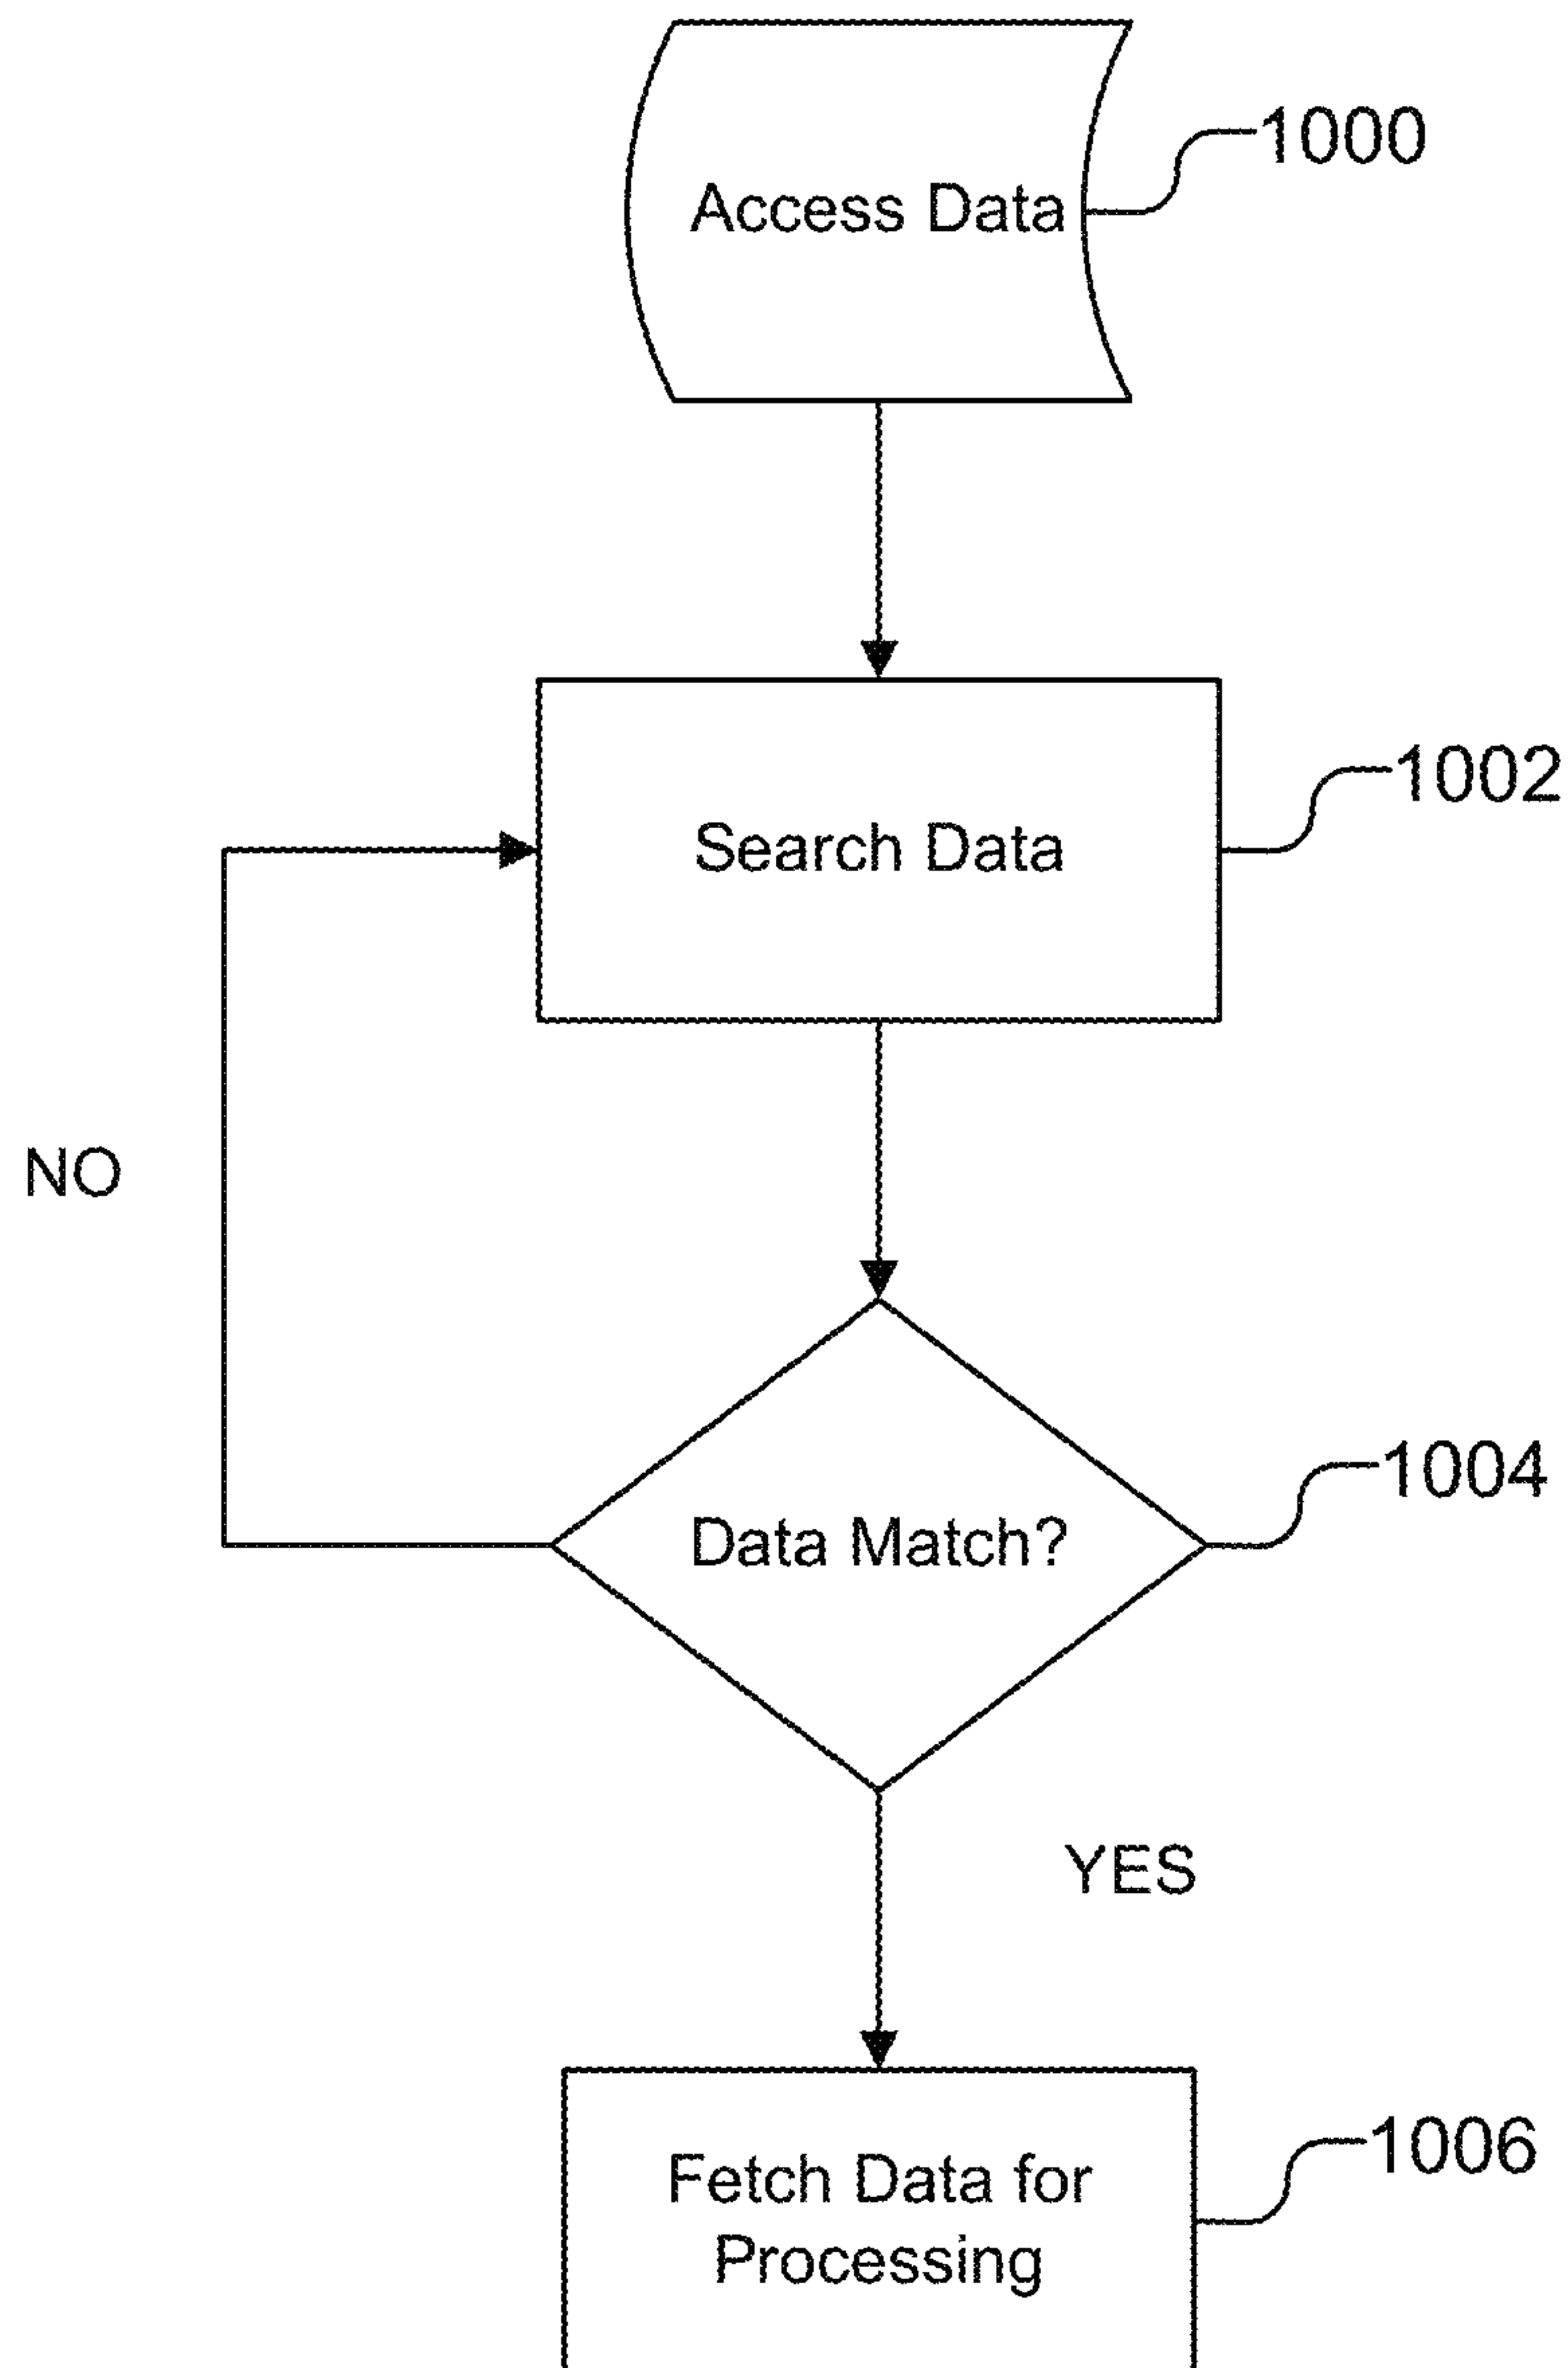 Access Data
1000
Search Data
1002
NO
Data Match?
1004
YES
Fetch Data for
Processing
1006